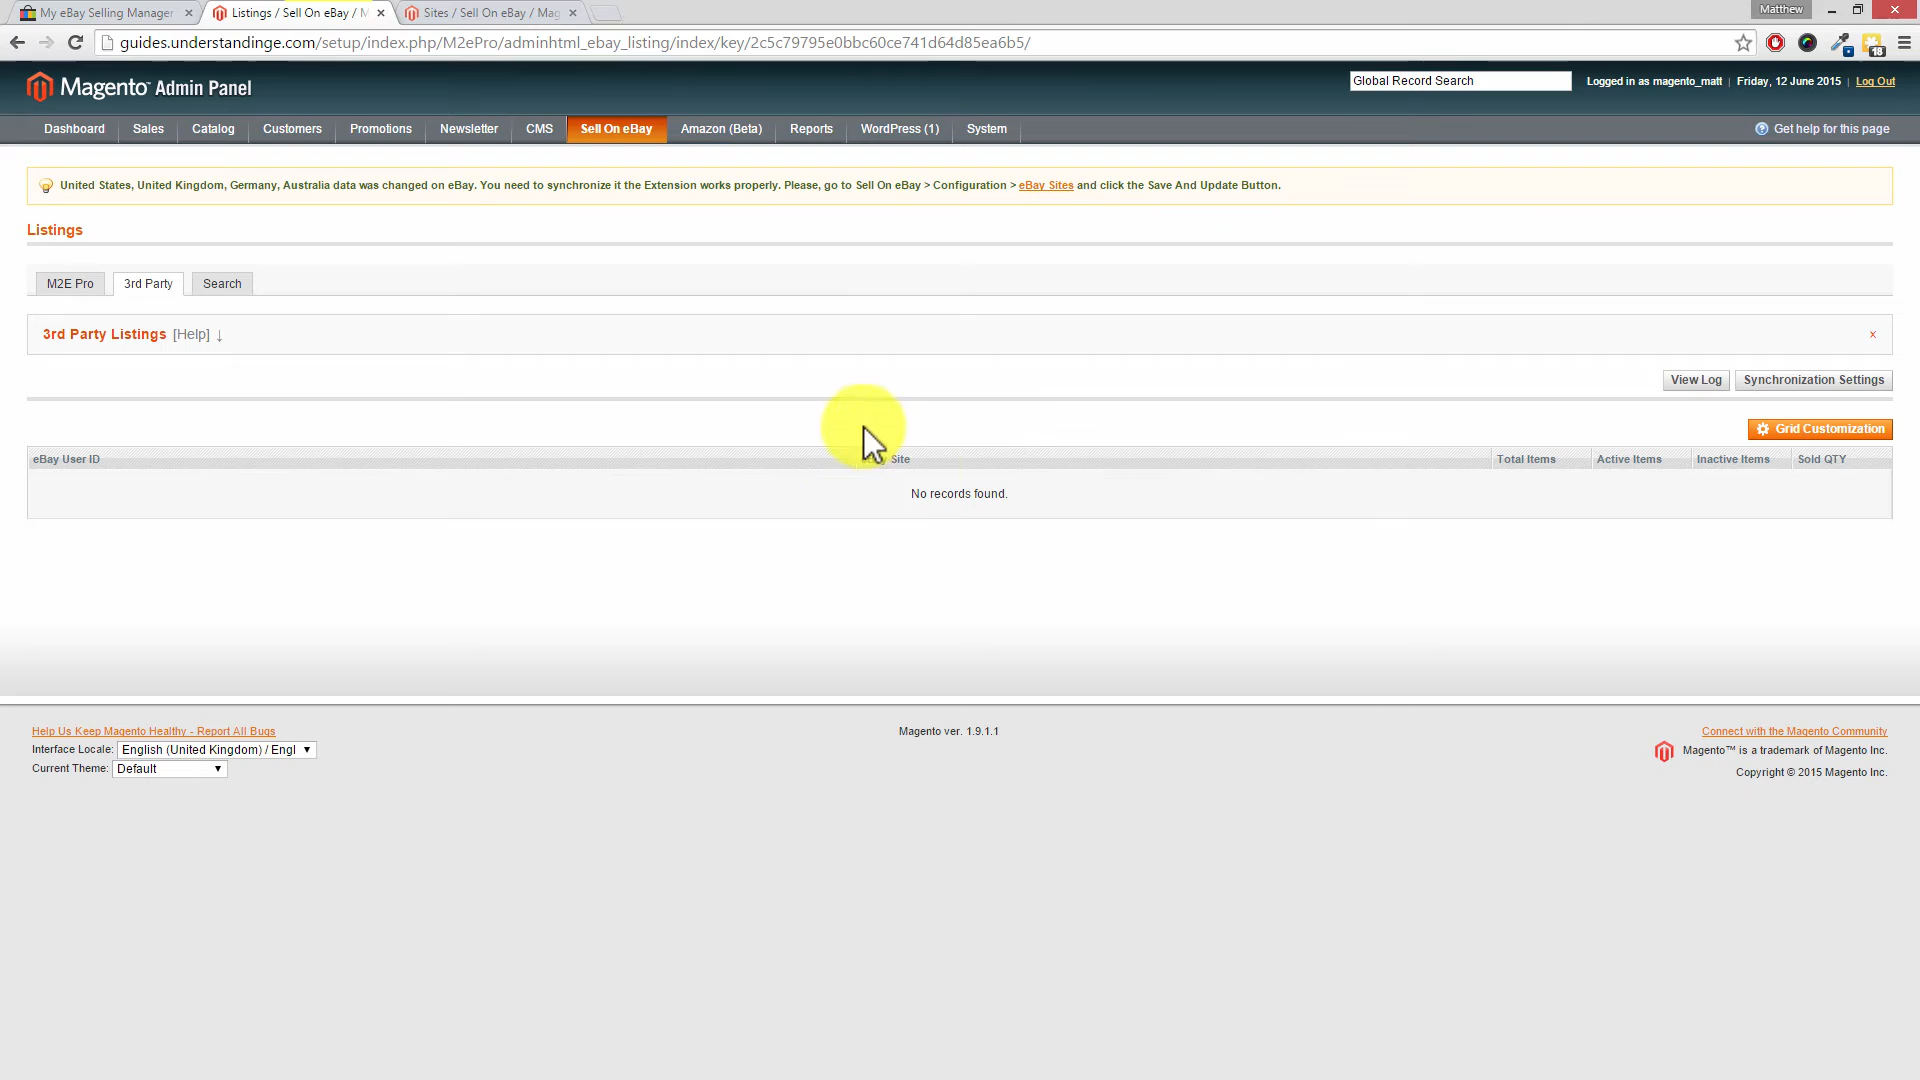 My eBay Selling Manager
Listings / Sell On eBay / M
Sites / Sell On eBay / Mag
Matthew
guides.understandinge.com/setup/index.php/M2ePro/adminhtml_ebay_listing/index/key/2c5c79795e0bbc60ce741d64d85ea6b5/
18
Magento™ Admin Panel
Global Record Search
Logged in as magento_matt | Friday, 12 June 2015 | Log Out
Dashboard Sales Catalog Customers Promotions Newsletter CMS Sell On eBay Amazon (Beta) Reports WordPress (1) System
Get help for this page
United States, United Kingdom, Germany, Australia data was changed on eBay. You need to synchronize it the Extension works properly. Please, go to Sell On eBay > Configuration > eBay Sites and click the Save And Update Button.
Listings
M2E Pro 3rd Party Search
3rd Party Listings [Help] ↓
x
View Log Synchronization Settings
Grid Customization
eBay User ID Site Total Items Active Items Inactive Items Sold QTY
No records found.
Help Us Keep Magento Healthy - Report All Bugs
Interface Locale: English (United Kingdom) / Engl
Current Theme: Default
Magento ver. 1.9.1.1
Connect with the Magento Community
Magento™ is a trademark of Magento Inc.
Copyright © 2015 Magento Inc.